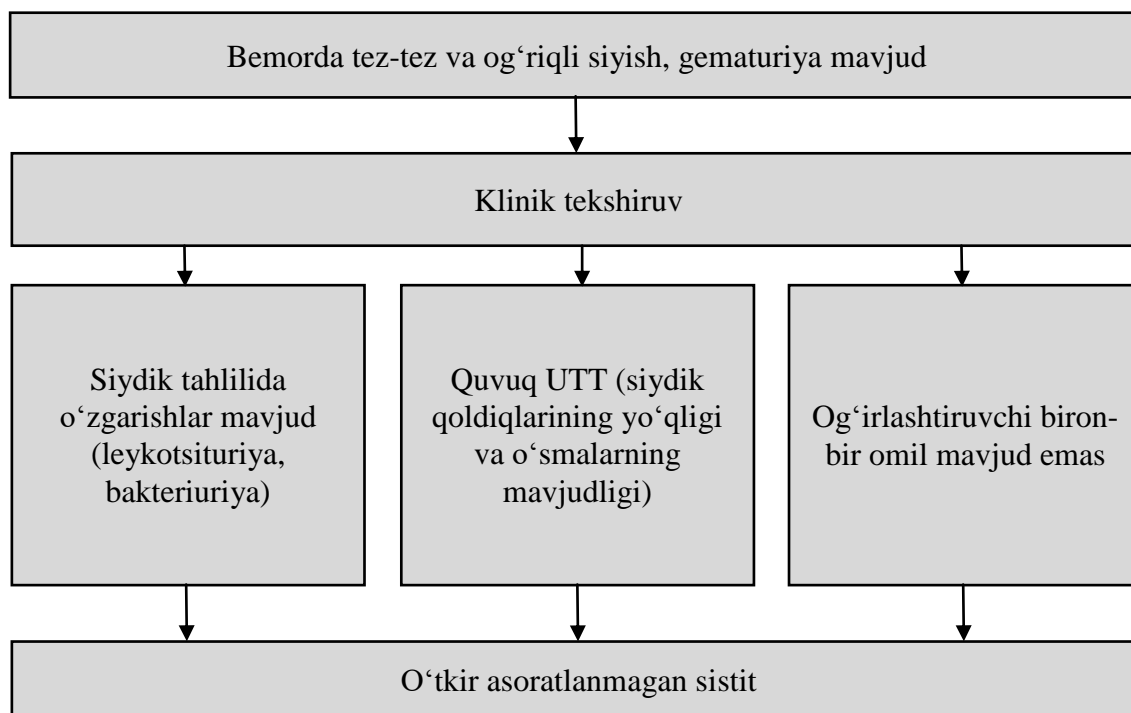 Bemorda tez-tez va og‘riqli siyish, gematuriya mavjud
Klinik tekshiruv
Siydik tahlilida
o‘zgarishlar mavjud
(leykotsituriya,
bakteriuriya)
Quvuq UTT (siydik
qoldiqlarining yo‘qligi
va o‘smalarning
mavjudligi)
Og‘irlashtiruvchi biron-
bir omil mavjud emas
O‘tkir asoratlanmagan sistit